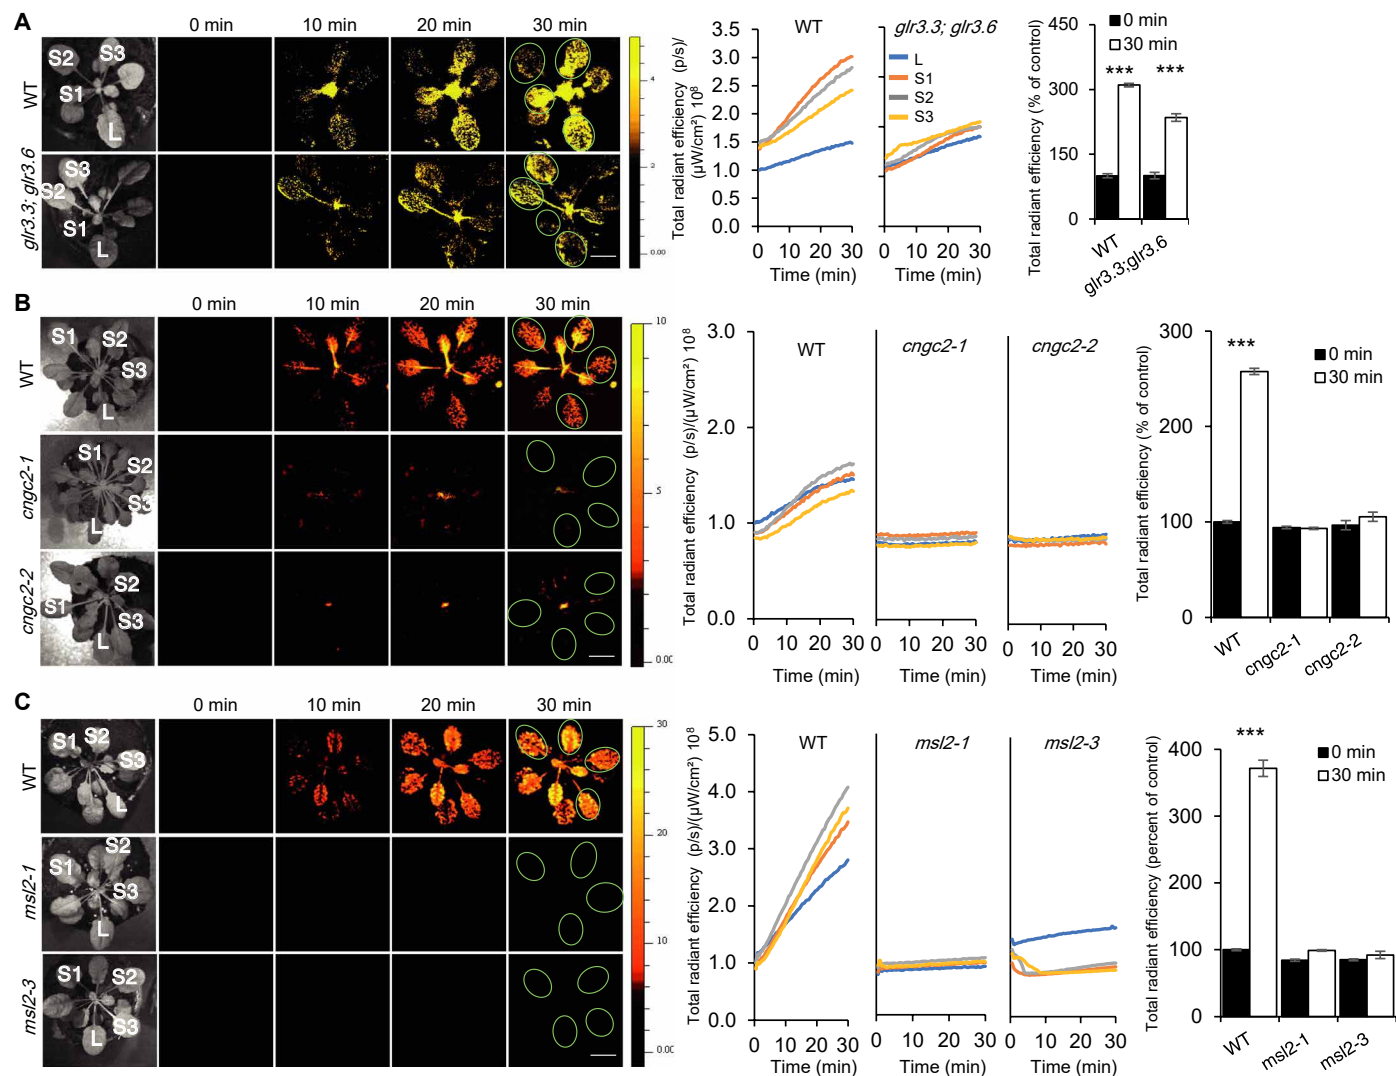 A
0 min 10 min 20 min 30 min
WT
S2 S3
S1
L
glr3.3; glr3.6
S3
S2
S1
L
4
2
0.00
Total radiant efficiency (p/s)/
(µW/cm²) 10⁸
3.5
3.0
2.5
2.0
1.5
1.0
0.5
0.0
WT
0 30
Time (min)
glr3.3; glr3.6
L
S1
S2
S3
0 30
Time (min)
Total radiant efficiency (% of control)
450
300
150
0
0 min
30 min
*** ***
WT
glr3.3;glr3.6
B
0 min 10 min 20 min 30 min
WT
S1 S2
S3
L
cngc2-1
S1
S2
S3
L
cngc2-2
S2
S1
S3
L
10
5
0.00
Total radiant efficiency (p/s)/(µW/cm²) 10⁸
3.0
2.0
1.0
0.0
WT cngc2-1 cngc2-2
0 10 20 30 0 10 20 30 0 10 20 30
Time (min) Time (min) Time (min)
Total radiant efficiency (% of control)
300
200
100
0
***
0 min
30 min
WT
cngc2-1
cngc2-2
C
0 min 10 min 20 min 30 min
WT
S1 S2
S3
L
msl2-1
S2
S1
S3
L
msl2-3
S1 S2
S3
L
30
20
10
0.00
Total radiant efficiency (p/s)/(µW/cm²) 10⁸
5.0
4.0
3.0
2.0
1.0
0.0
WT msl2-1 msl2-3
0 10 20 30 0 10 20 30 0 10 20 30
Time (min) Time (min) Time (min)
Total radiant efficiency (percent of control)
400
300
200
100
0
***
0 min
30 min
WT
msl2-1
msl2-3